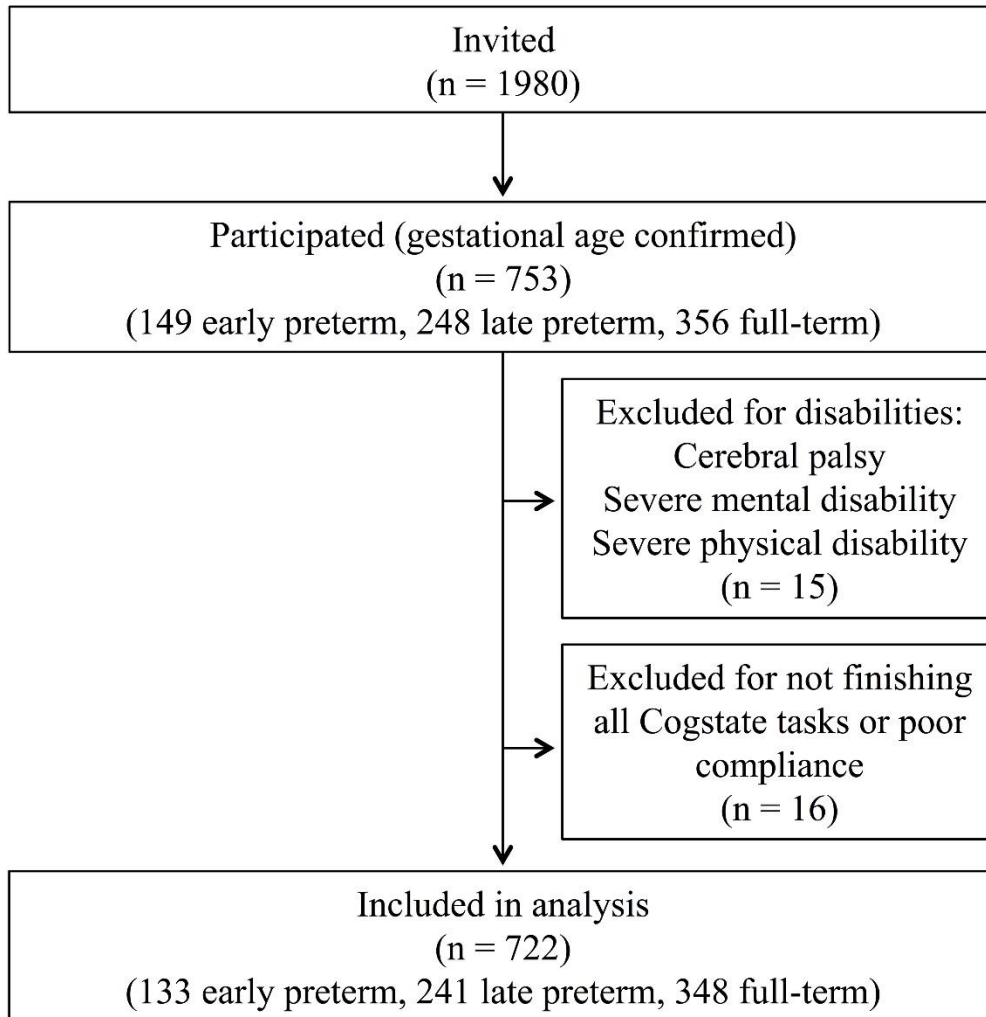 Invited
(n = 1980)
Participated (gestational age confirmed)
(n = 753)
(149 early preterm, 248 late preterm, 356 full-term)
Excluded for disabilities:
Cerebral palsy
Severe mental disability
Severe physical disability
(n = 15)
Excluded for not finishing
all Cogstate tasks or poor
compliance
(n = 16)
Included in analysis
(n = 722)
(133 early preterm, 241 late preterm, 348 full-term)